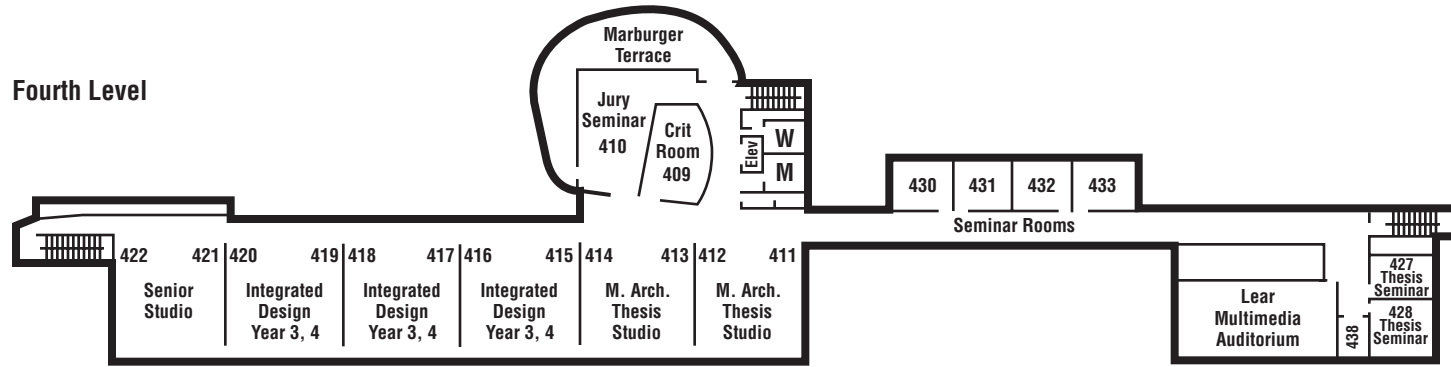 Fourth Level
Marburger
Terrace
Jury
Seminar
410
Crit
Room
409
Elev
W
M
430
431
432
433
Seminar Rooms
422
421
420
419
418
417
416
415
414
413
412
411
Senior
Studio
Integrated
Design
Year 3, 4
Integrated
Design
Year 3, 4
Integrated
Design
Year 3, 4
M. Arch.
Thesis
Studio
M. Arch.
Thesis
Studio
Lear
Multimedia
Auditorium
438
427
Thesis
Seminar
428
Thesis
Seminar